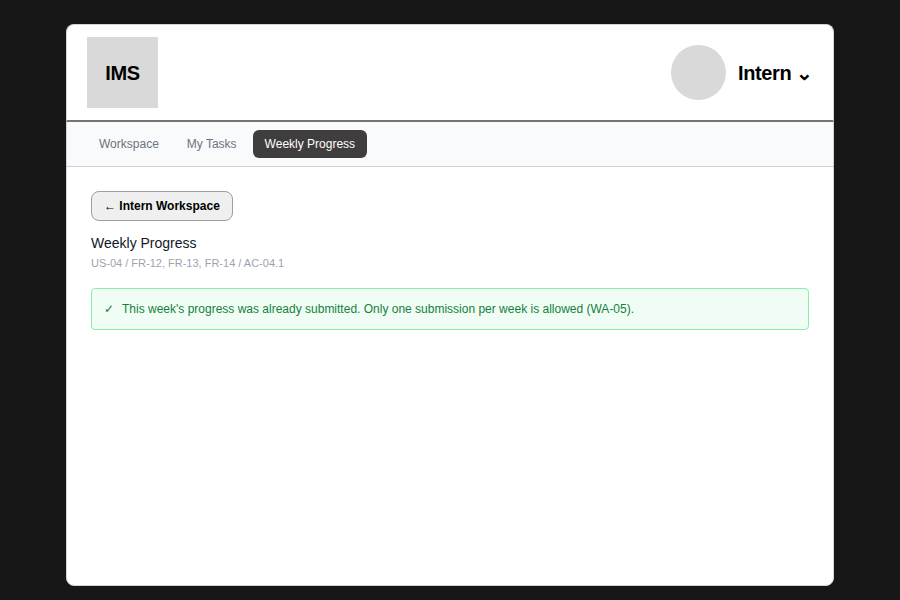 IMS
Intern
Workspace
My Tasks
Weekly Progress
← Intern Workspace
Weekly Progress
US-04 / FR-12, FR-13, FR-14 / AC-04.1
✓ This week's progress was already submitted. Only one submission per week is allowed (WA-05).